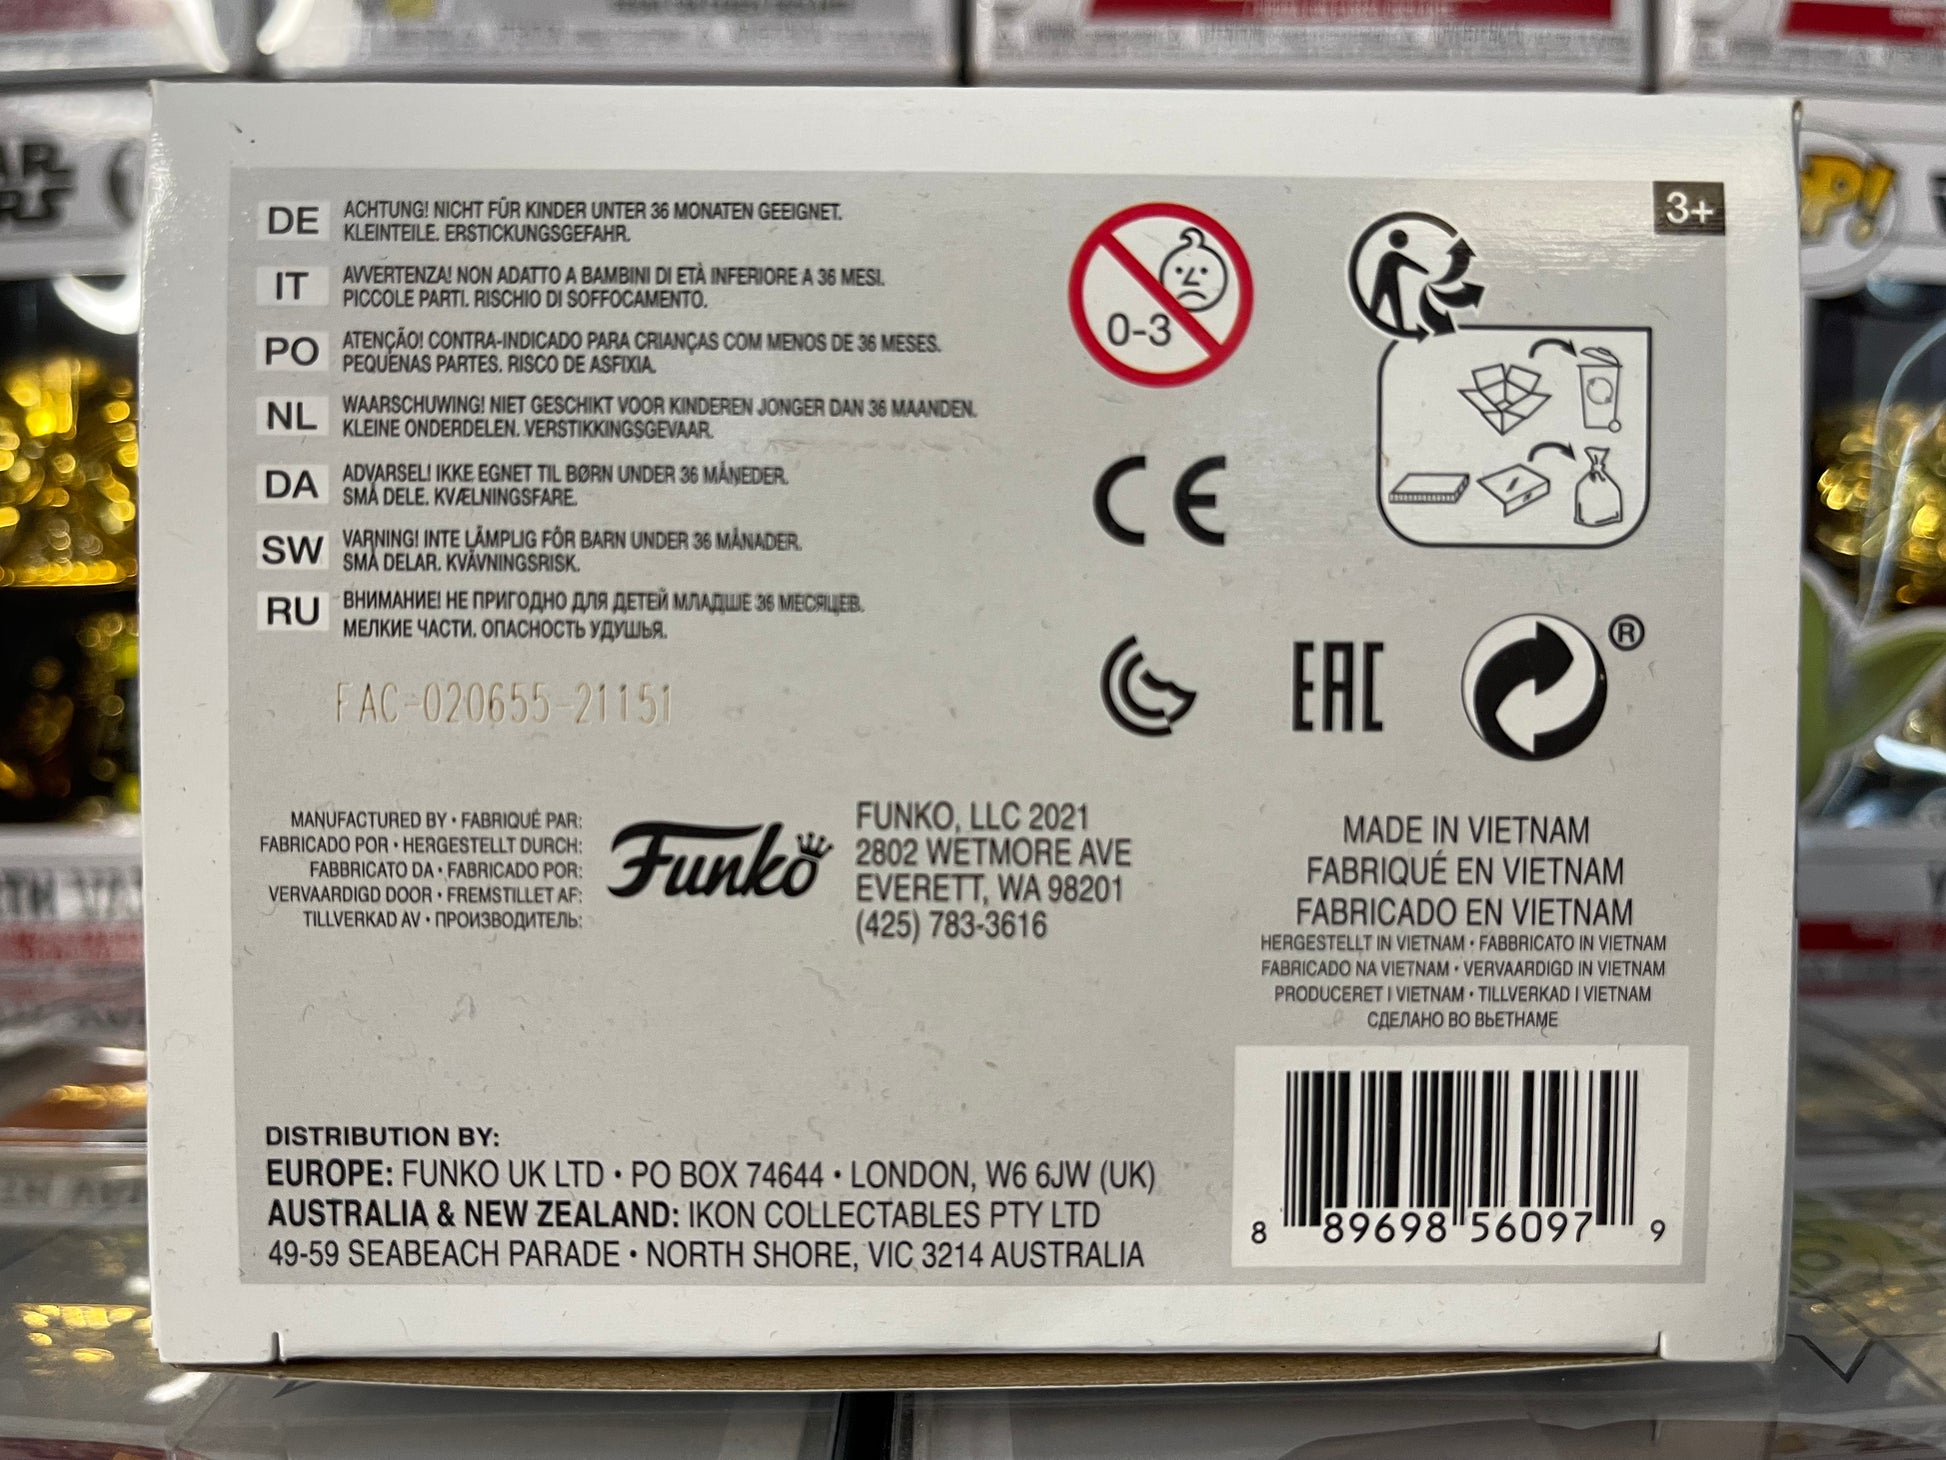 DE ACHTUNG! NICHT FÜR KINDER UNTER 36 MONATEN GEEIGNET.
KLEINTEILE. ERSTICKUNGSGEFAHR.
IT AVVERTENZA! NON ADATTO A BAMBINI DI ETÀ INFERIORE A 36 MESI.
PICCOLE PARTI. RISCHIO DI SOFFOCAMENTO.
PO ATENÇÃO! CONTRA-INDICADO PARA CRIANÇAS COM MENOS DE 36 MESES.
PEQUENAS PARTES. RISCO DE ASFIXIA.
NL WAARSCHUWING! NIET GESCHIKT VOOR KINDEREN JONGER DAN 36 MAANDEN.
KLEINE ONDERDELEN. VERSTIKKINGSGEVAAR.
DA ADVARSEL! IKKE EGNET TIL BØRN UNDER 36 MÅNEDER.
SMÅ DELE. KVÆLNINGSFARE.
SW VARNING! INTE LÄMPLIG FÖR BARN UNDER 36 MÅNADER.
SMÅ DELAR. KVÄVNINGSRISK.
RU ВНИМАНИЕ! НЕ ПРИГОДНО ДЛЯ ДЕТЕЙ МЛАДШЕ 36 МЕСЯЦЕВ.
МЕЛКИЕ ЧАСТИ. ОПАСНОСТЬ УДУШЬЯ.
FAC-020655-21151
0-3
3+
CE
EAC
®
MANUFACTURED BY • FABRIQUÉ PAR:
FABRICADO POR • HERGESTELLT DURCH:
FABBRICATO DA • FABRICADO POR:
VERVAARDIGD DOOR • FREMSTILLET AF:
TILLVERKAD AV • ПРОИЗВОДИТЕЛЬ:
Funko
FUNKO, LLC 2021
2802 WETMORE AVE
EVERETT, WA 98201
(425) 783-3616
MADE IN VIETNAM
FABRIQUÉ EN VIETNAM
FABRICADO EN VIETNAM
HERGESTELLT IN VIETNAM • FABBRICATO IN VIETNAM
FABRICADO NA VIETNAM • VERVAARDIGD IN VIETNAM
PRODUCERET I VIETNAM • TILLVERKAD I VIETNAM
СДЕЛАНО ВО ВЬЕТНАМЕ
DISTRIBUTION BY:
EUROPE: FUNKO UK LTD • PO BOX 74644 • LONDON, W6 6JW (UK)
AUSTRALIA & NEW ZEALAND: IKON COLLECTABLES PTY LTD
49-59 SEABEACH PARADE • NORTH SHORE, VIC 3214 AUSTRALIA
8 89698 56097 9